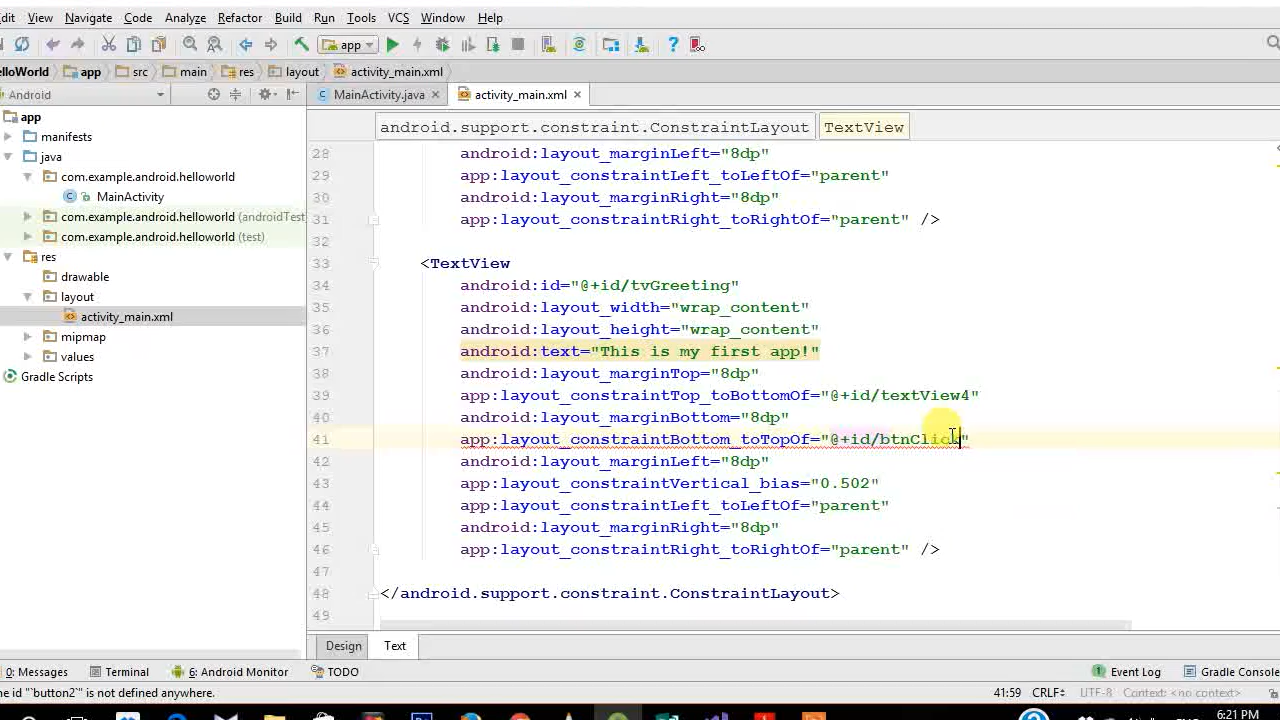 dit View Navigate Code Analyze Refactor Build Run Tools VCS Window Help
app
elloWorld app src main res layout activity_main.xml
Android MainActivity.java activity_main.xml
android.support.constraint.ConstraintLayout TextView
app
manifests
java
com.example.android.helloworld
MainActivity
com.example.android.helloworld (androidTest
com.example.android.helloworld (test)
res
drawable
layout
activity_main.xml
mipmap
values
Gradle Scripts
28 android:layout_marginLeft="8dp"
29 app:layout_constraintLeft_toLeftOf="parent"
30 android:layout_marginRight="8dp"
31 app:layout_constraintRight_toRightOf="parent" />
32
33 <TextView
34 android:id="@+id/tvGreeting"
35 android:layout_width="wrap_content"
36 android:layout_height="wrap_content"
37 android:text="This is my first app!"
38 android:layout_marginTop="8dp"
39 app:layout_constraintTop_toBottomOf="@+id/textView4"
40 android:layout_marginBottom="8dp"
41 app:layout_constraintBottom_toTopOf="@+id/btnClick"
42 android:layout_marginLeft="8dp"
43 app:layout_constraintVertical_bias="0.502"
44 app:layout_constraintLeft_toLeftOf="parent"
45 android:layout_marginRight="8dp"
46 app:layout_constraintRight_toRightOf="parent" />
47
48 </android.support.constraint.ConstraintLayout>
49
Design Text
0: Messages Terminal 6: Android Monitor TODO Event Log Gradle Console
he id "`button2`" is not defined anywhere. 41:59 CRLF UTF-8 Context: <no context>
6:21 PM